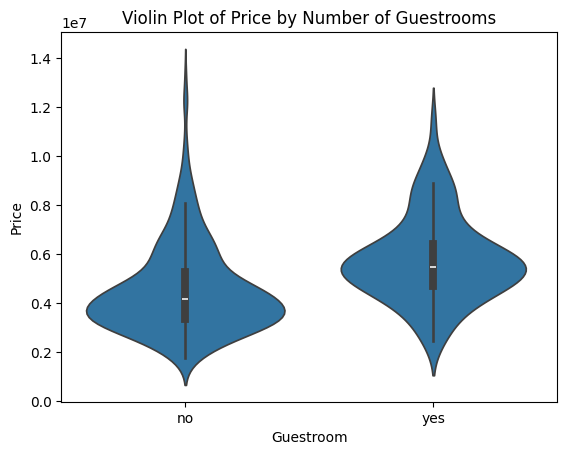 Violin Plot of Price by Number of Guestrooms
1e7
1.4
1.2
1.0
0.8
0.6
0.4
0.2
0.0
Price
no yes
Guestroom